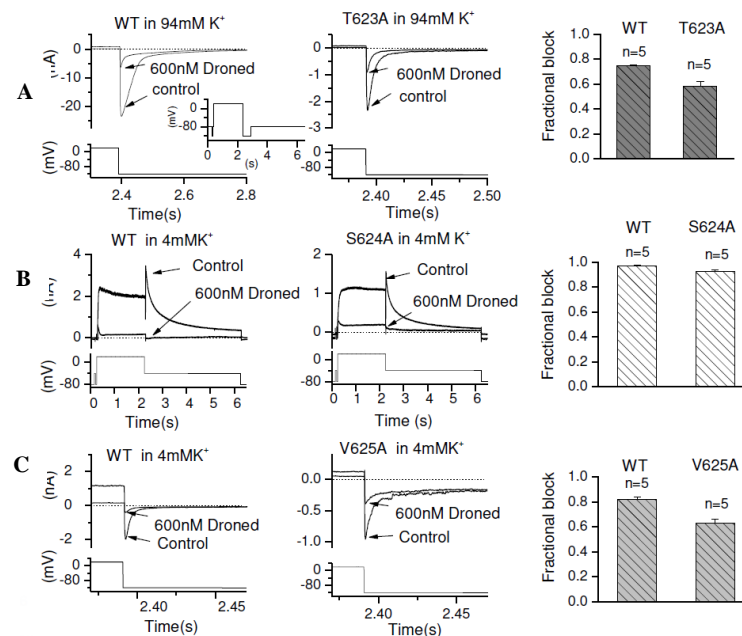 A
WT in 94mM K+
0
-10
-20
600nM Droned
control
(mV)
0
-80
0 2 4 6
(s)
(mV)
0
-80
2.4 2.6 2.8
Time(s)
T623A in 94mM K+
0
-1
-2
-3
600nM Droned
control
0
-80
2.40 2.45 2.50
Time(s)
Fractional block
1.0
0.8
0.6
0.4
0.2
0.0
WT T623A
n=5 n=5
B
WT in 4mMK+
4
2
0
Control
600nM Droned
(mV)
0
-80
0 1 2 3 4 5 6
Time(s)
S624A in 4mM K+
2
1
0
Control
600nM Droned
0
-80
0 1 2 3 4 5 6
Time (s)
Fractional block
1.0
0.8
0.6
0.4
0.2
0.0
WT S624A
n=5 n=5
C
WT in 4mMK+
(nA)
2
0
-2
600nM Droned
Control
(mV)
0
-80
2.40 2.45
Time(s)
V625A in 4mMK+
0.0
-0.5
-1.0
600nM Droned
Control
0
-80
2.40 2.45
Time(s)
Fractional block
1.0
0.8
0.6
0.4
0.2
0.0
WT V625A
n=5 n=5